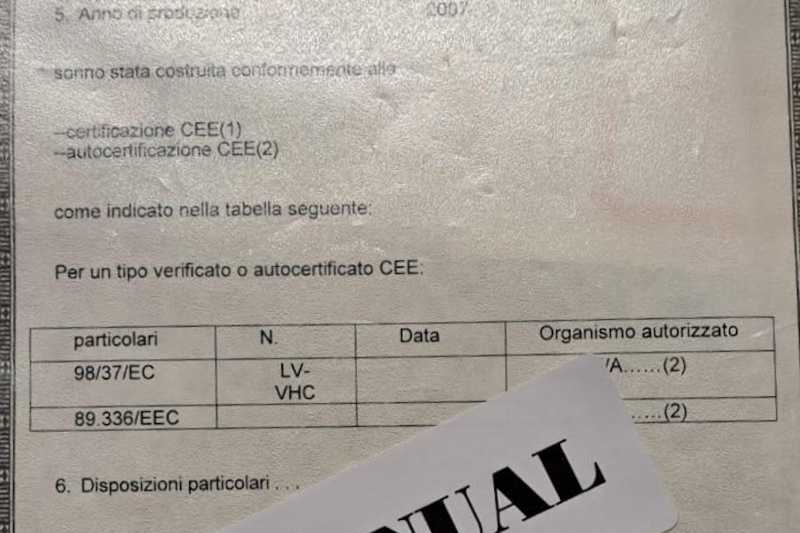 5. Anno di produzione 2007
sonno stata costruita conformemente alle
--certificazione CEE(1)
--autocertificazione CEE(2)
come indicato nella tabella seguente:
Per un tipo verificato o autocertificato CEE:
particolari N. Data Organismo autorizzato
98/37/EC LV- /A......(2)
VHC
89.336/EEC .....(2)
6. Disposizioni particolari . . .
NUAL